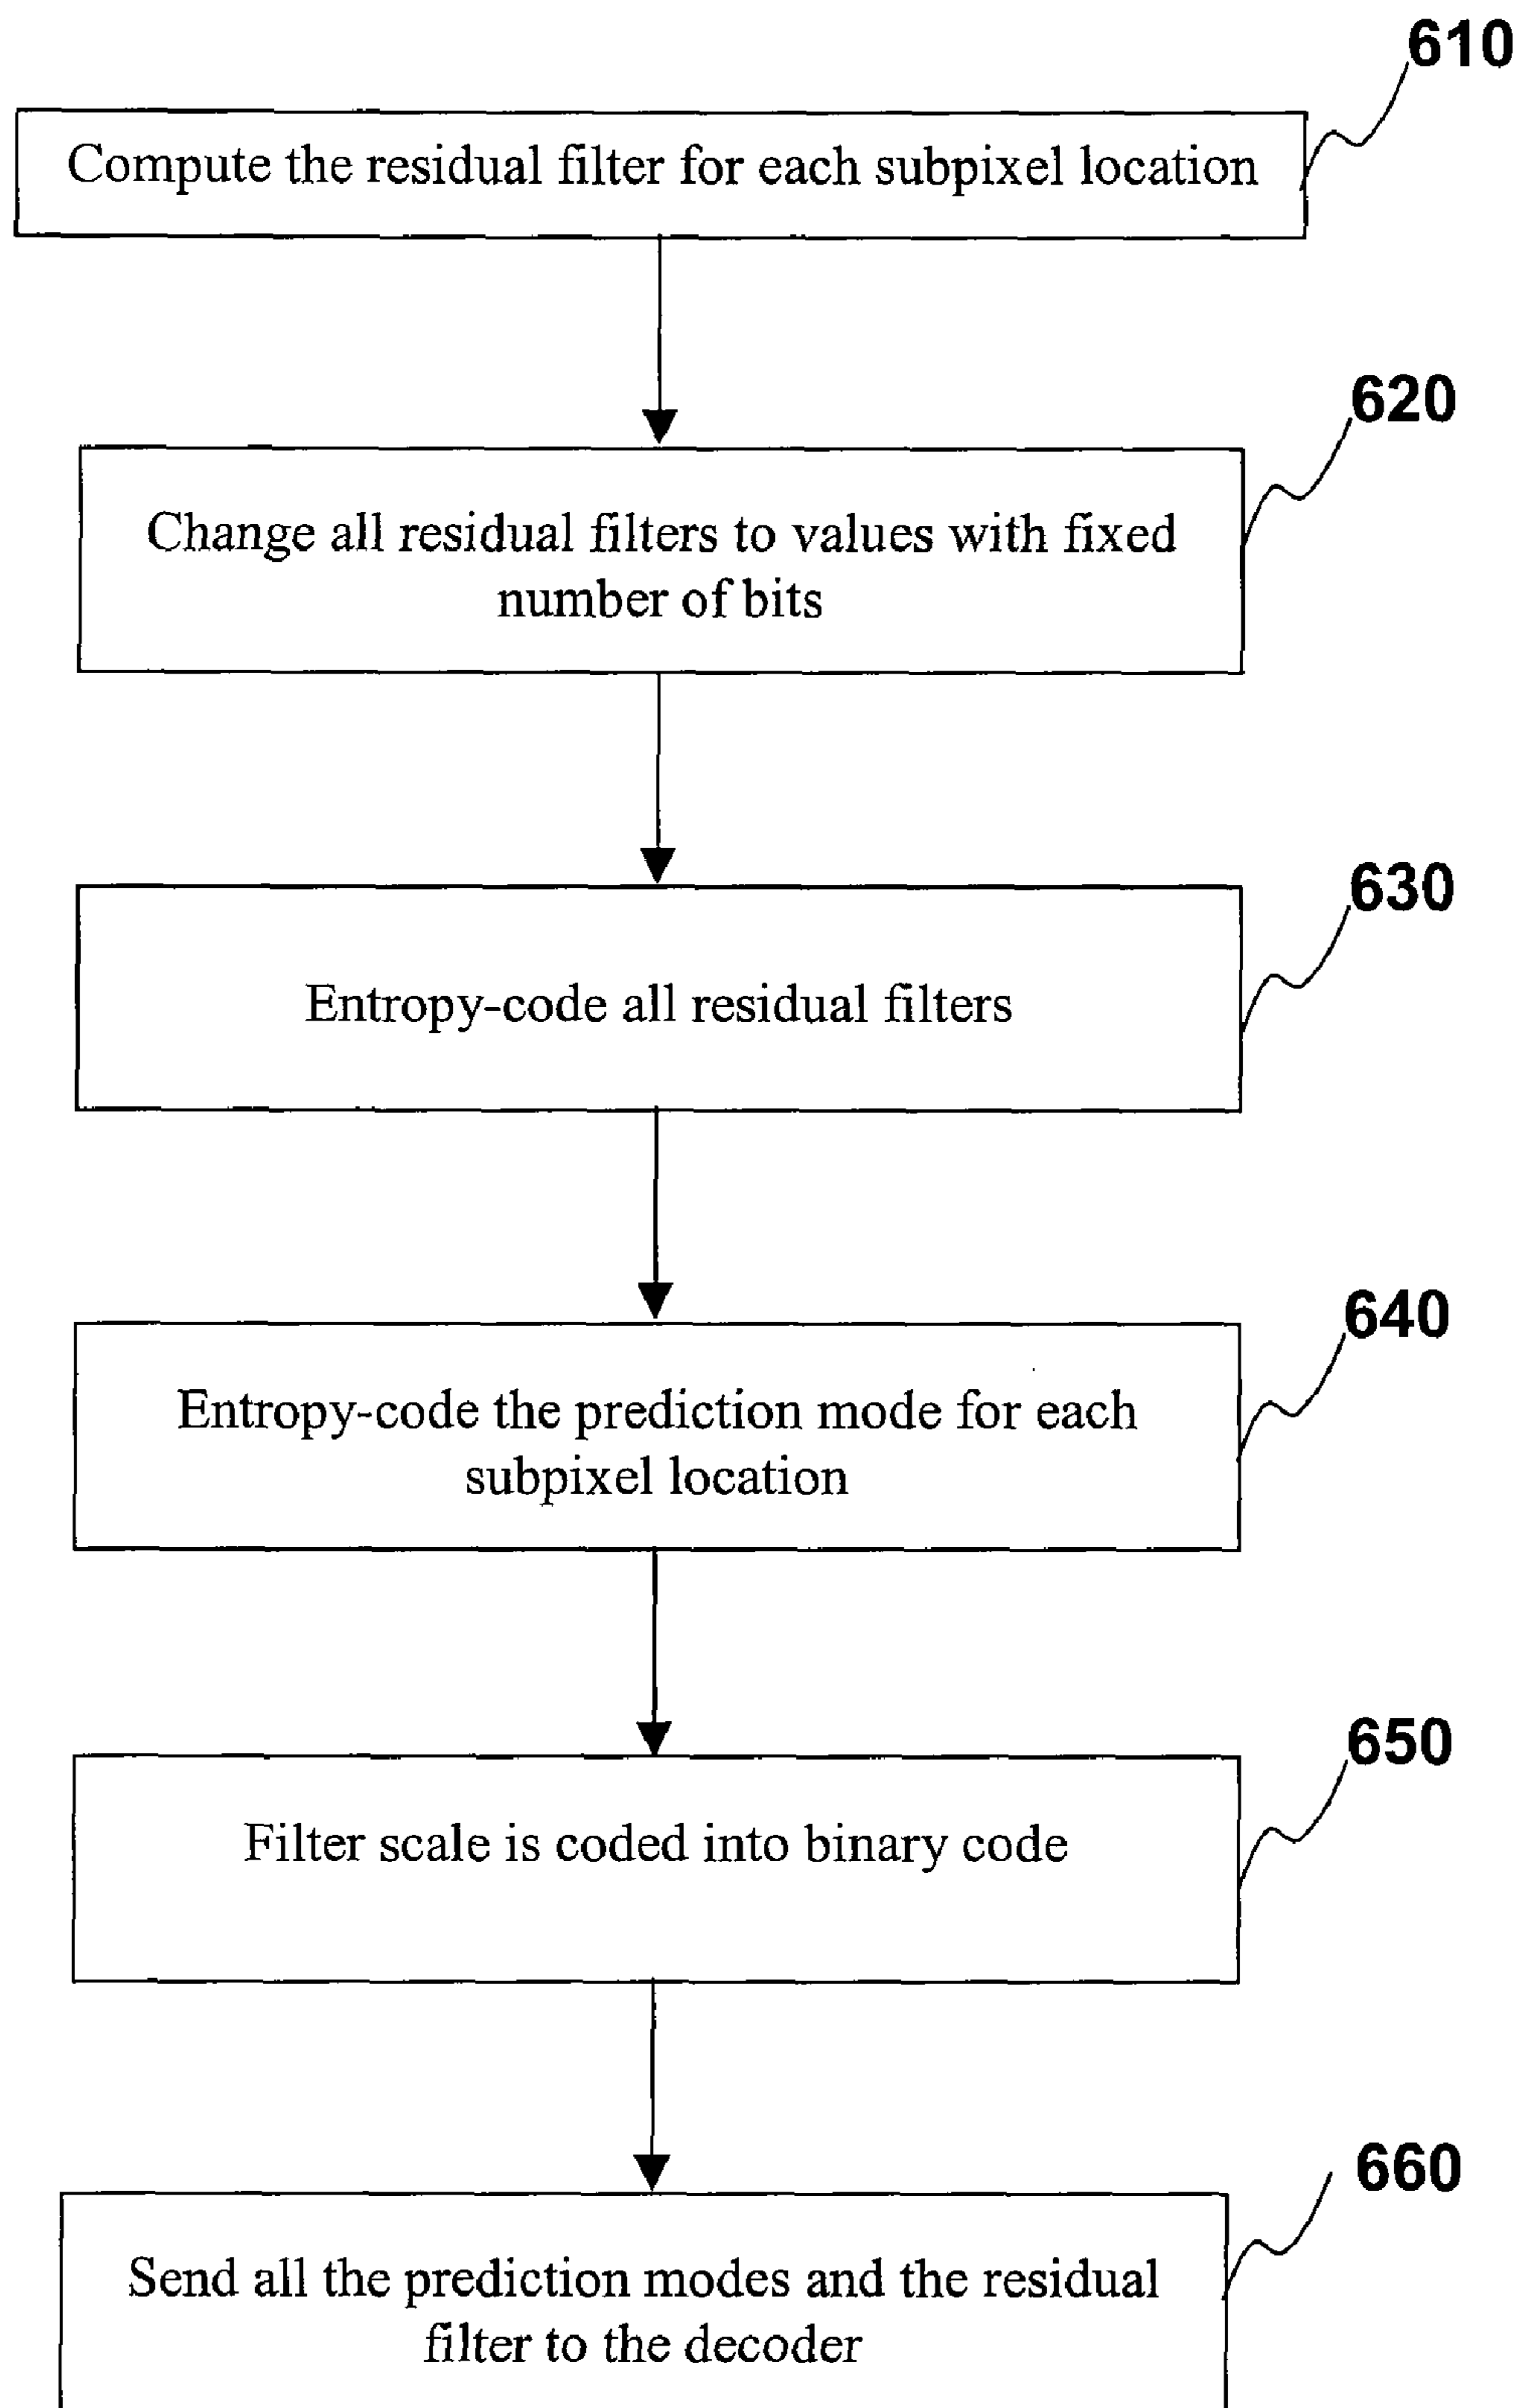 610
Compute the residual filter for each subpixel location
620
Change all residual filters to values with fixed
number of bits
630
Entropy-code all residual filters
640
Entropy-code the prediction mode for each
subpixel location
650
Filter scale is coded into binary code
660
Send all the prediction modes and the residual
filter to the decoder